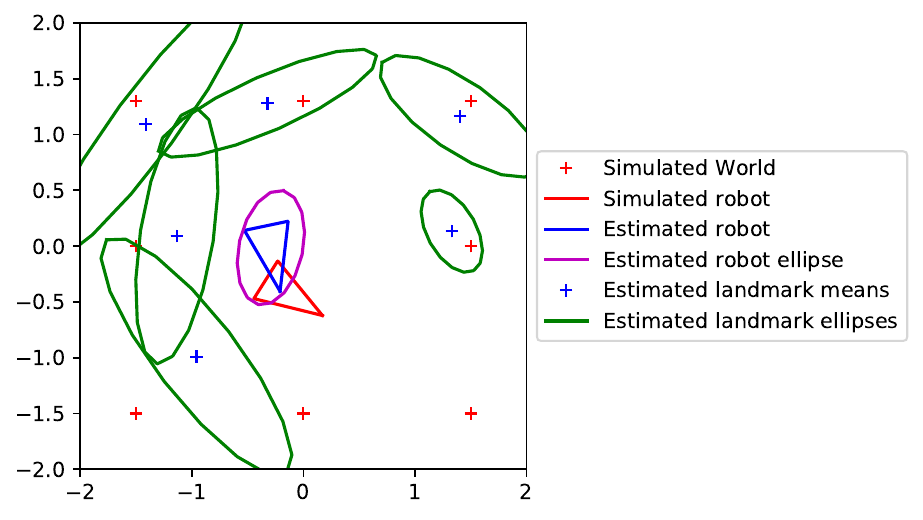 2.0
1.5
1.0
0.5
0.0
−0.5
−1.0
−1.5
−2.0
−2
−1
0
1
2
Simulated World
Simulated robot
Estimated robot
Estimated robot ellipse
Estimated landmark means
Estimated landmark ellipses